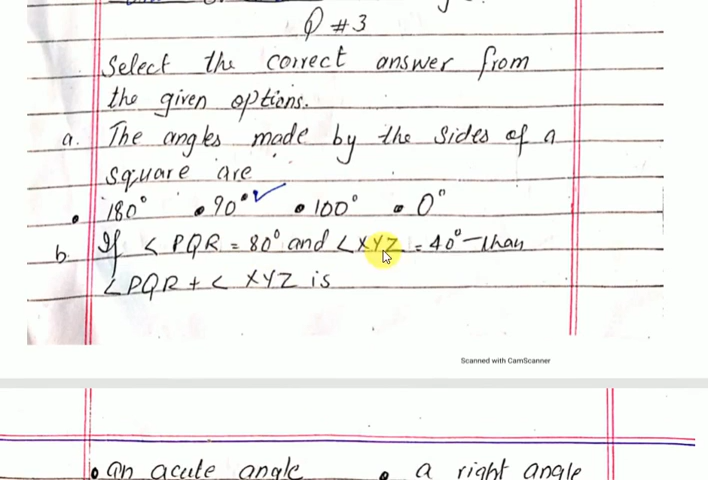 Q #3
Select the correct answer from
the given options.
a. The angles made by the sides of a
square are
• 180° • 90° ✓ • 100° • 0°
b. If < PQR = 80° and < XYZ = 40° than
< PQR + < XYZ is
Scanned with CamScanner
• an acute angle • a right angle